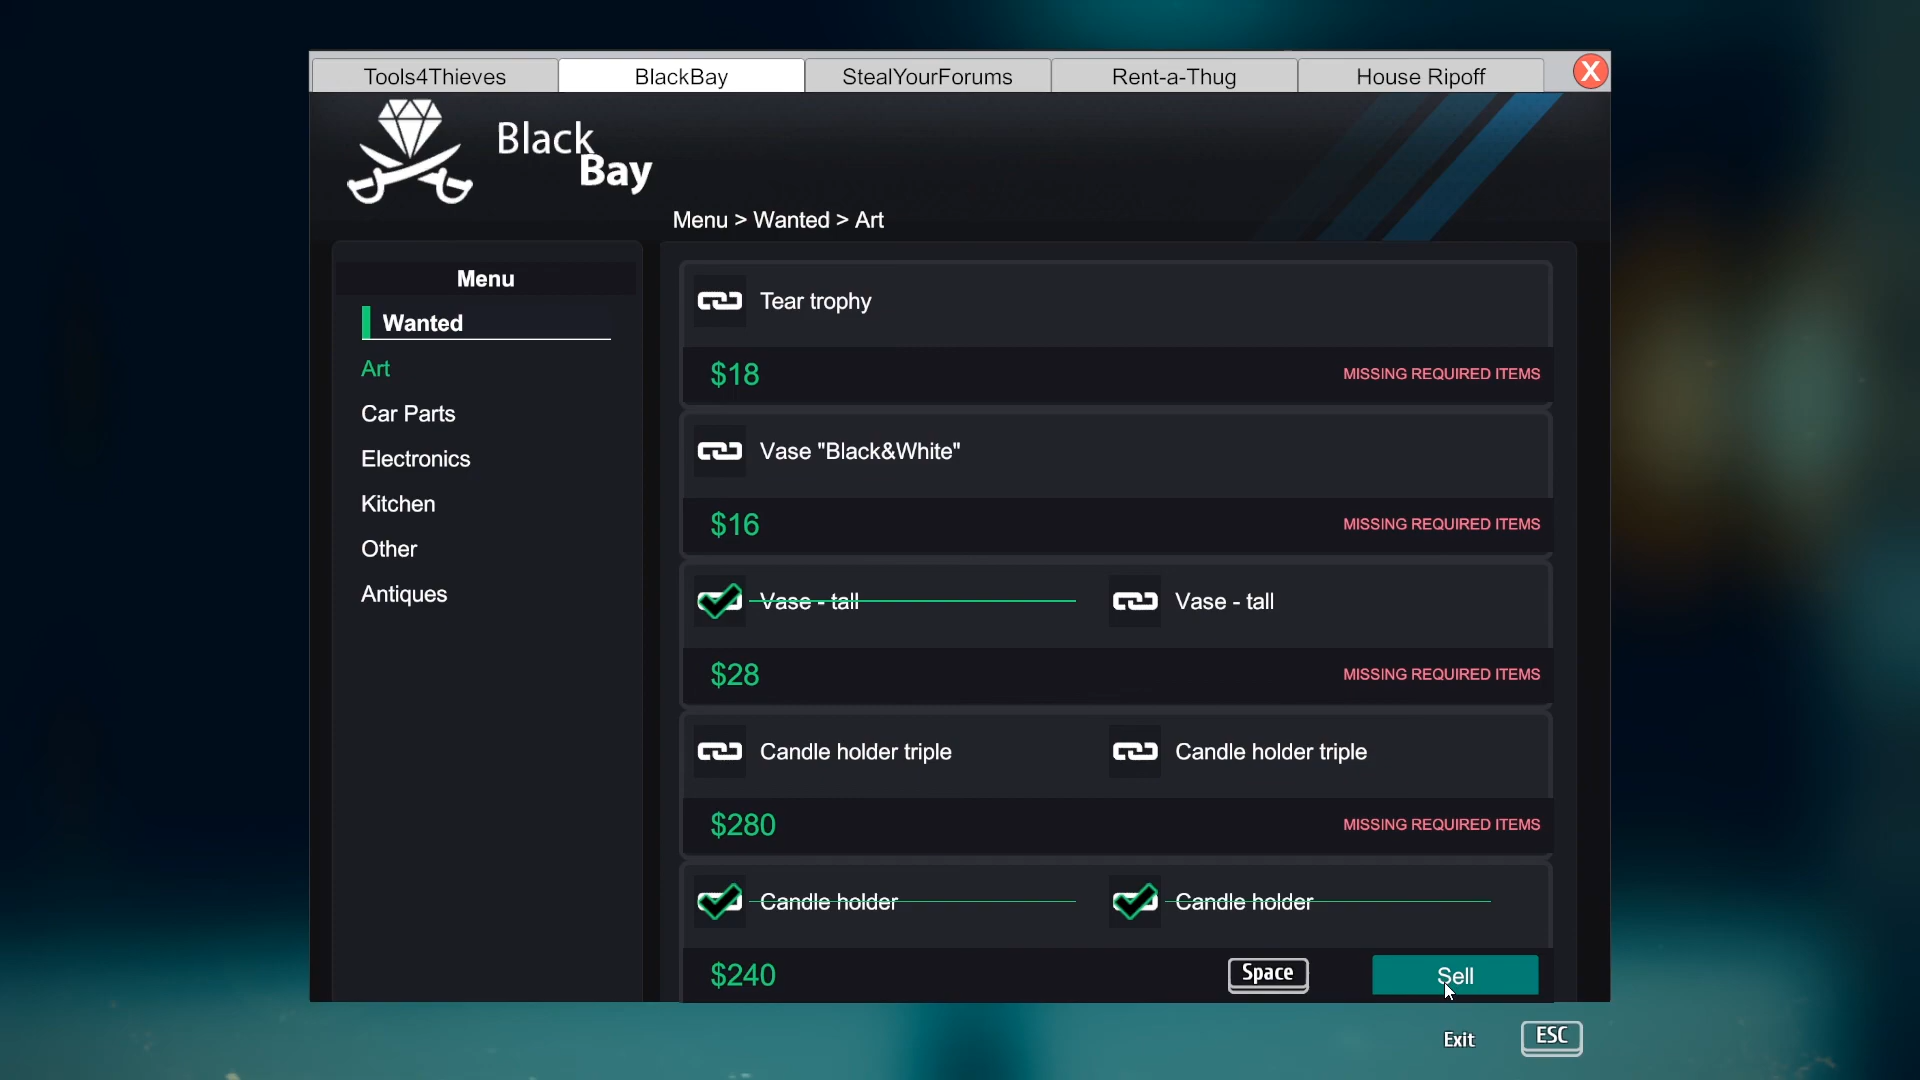 Tools4Thieves
BlackBay
StealYourForums
Rent-a-Thug
House Ripoff
X
Black
Bay
Menu > Wanted > Art
Menu
Wanted
Art
Car Parts
Electronics
Kitchen
Other
Antiques
Tear trophy
$18
MISSING REQUIRED ITEMS
Vase "Black&White"
$16
MISSING REQUIRED ITEMS
Vase - tall
Vase - tall
$28
MISSING REQUIRED ITEMS
Candle holder triple
Candle holder triple
$280
MISSING REQUIRED ITEMS
Candle holder
Candle holder
$240
Space
Sell
Exit
ESC